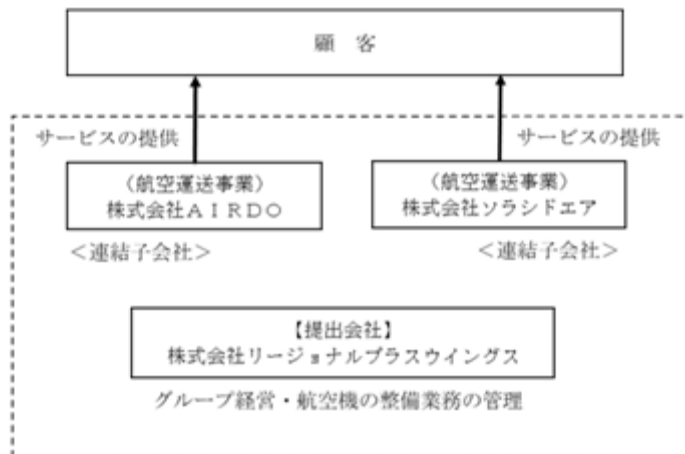 顧 客
サービスの提供
サービスの提供
(航空運送事業)
株式会社AIRDO
(航空運送事業)
株式会社ソラシドエア
<連結子会社>
<連結子会社>
【提出会社】
株式会社リージョナルプラスウイングス
グループ経営・航空機の整備業務の管理